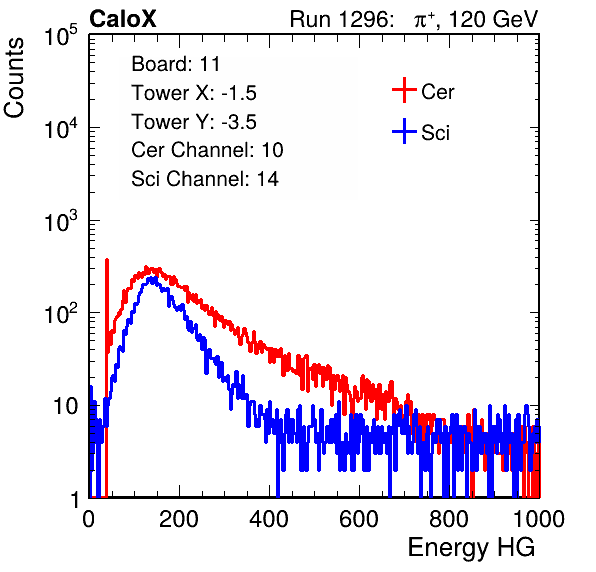 CaloX Run 1296: π⁺, 120 GeV
Counts
10⁵
10⁴
10³
10²
10
1
Board: 11
Tower X: -1.5
Tower Y: -3.5
Cer Channel: 10
Sci Channel: 14
Cer
Sci
0 200 400 600 800 1000
Energy HG